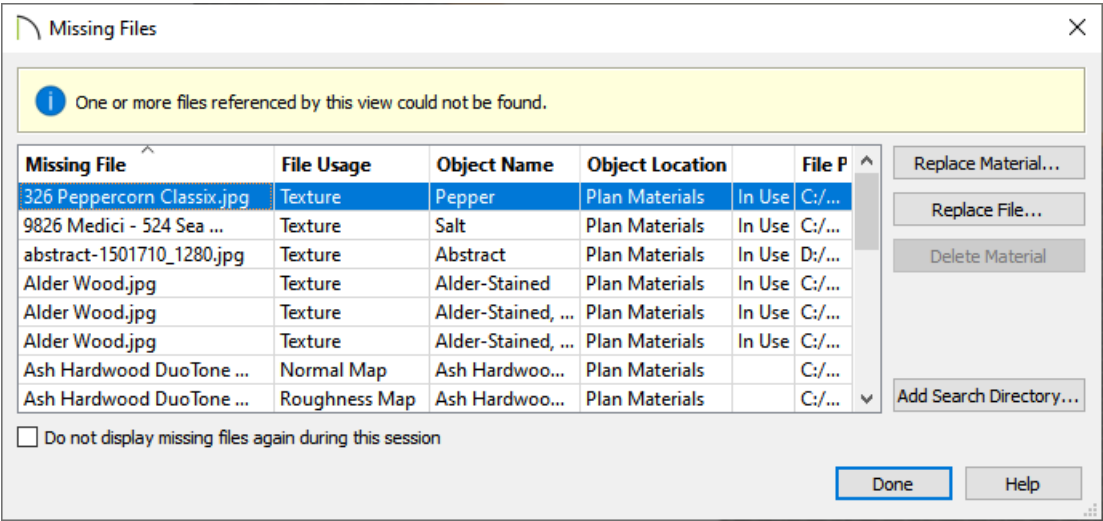 Missing Files
One or more files referenced by this view could not be found.
Missing File File Usage Object Name Object Location File P
326 Peppercorn Classix.jpg Texture Pepper Plan Materials In Use C:/...
9826 Medici - 524 Sea ... Texture Salt Plan Materials In Use C:/...
abstract-1501710_1280.jpg Texture Abstract Plan Materials In Use D:/...
Alder Wood.jpg Texture Alder-Stained Plan Materials In Use C:/...
Alder Wood.jpg Texture Alder-Stained, ... Plan Materials In Use C:/...
Alder Wood.jpg Texture Alder-Stained, ... Plan Materials In Use C:/...
Ash Hardwood DuoTone ... Normal Map Ash Hardwoo... Plan Materials C:/...
Ash Hardwood DuoTone ... Roughness Map Ash Hardwoo... Plan Materials C:/...
Replace Material...
Replace File...
Delete Material
Add Search Directory...
Do not display missing files again during this session
Done Help